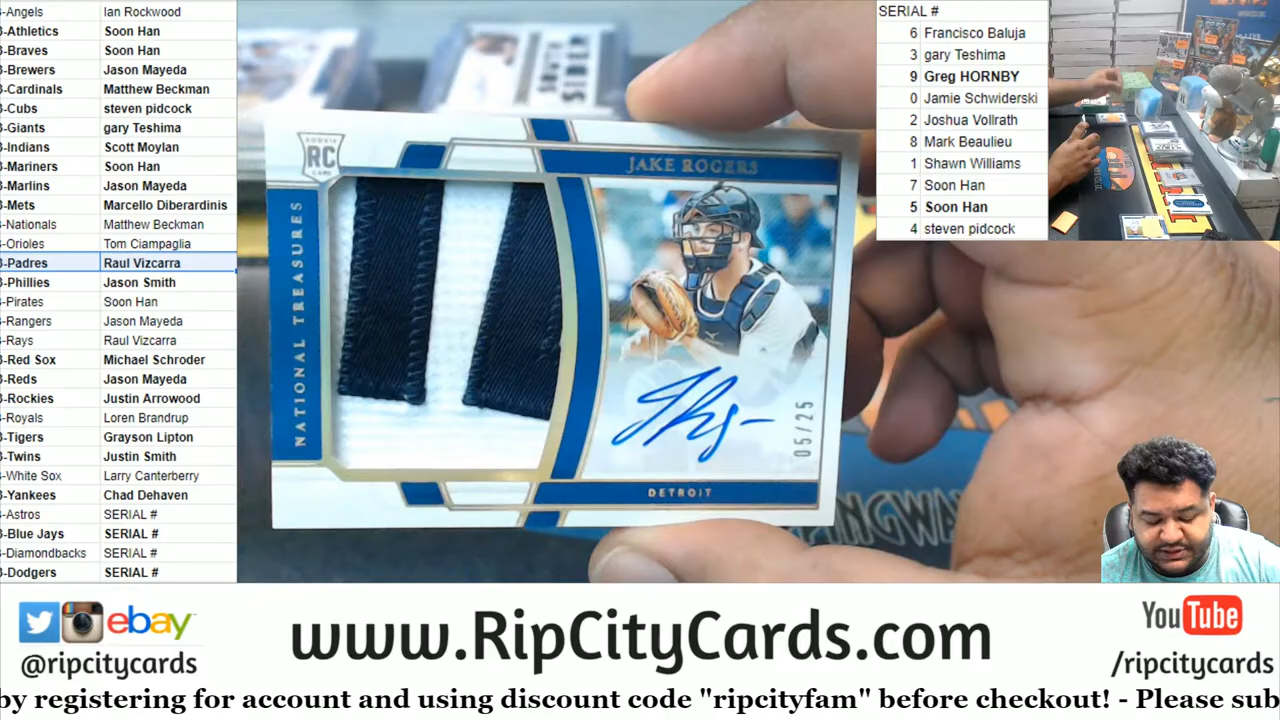 -Angels Ian Rockwood
-Athletics Soon Han
-Braves Soon Han
-Brewers Jason Mayeda
-Cardinals Matthew Beckman
-Cubs steven pidcock
-Giants gary Teshima
-Indians Scott Moylan
-Mariners Soon Han
-Marlins Jason Mayeda
-Mets Marcello Diberardinis
-Nationals Matthew Beckman
-Orioles Tom Ciampaglia
-Padres Raul Vizcarra
-Phillies Jason Smith
-Pirates Soon Han
-Rangers Jason Mayeda
-Rays Raul Vizcarra
-Red Sox Michael Schroder
-Reds Jason Mayeda
-Rockies Justin Arrowood
-Royals Loren Brandrup
-Tigers Grayson Lipton
-Twins Justin Smith
-White Sox Larry Canterberry
-Yankees Chad Dehaven
-Astros SERIAL #
-Blue Jays SERIAL #
-Diamondbacks SERIAL #
-Dodgers SERIAL #
SERIAL #
6 Francisco Baluja
3 gary Teshima
9 Greg HORNBY
0 Jamie Schwiderski
2 Joshua Vollrath
8 Mark Beaulieu
1 Shawn Williams
7 Soon Han
5 Soon Han
4 steven pidcock
ROOKIE
RC
CARD
JAKE ROGERS
NATIONAL TREASURES
05/25
DETROIT
ebay
@ripcitycards
www.RipCityCards.com
YouTube
/ripcitycards
by registering for account and using discount code "ripcityfam" before checkout! - Please sub